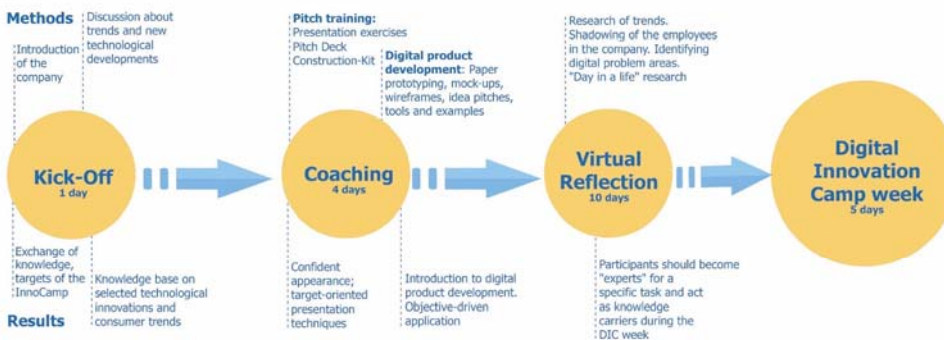 Methods
Discussion about
trends and new
technological
developments
Introduction
of the
company
Pitch training:
Presentation exercises
Pitch Deck
Construction-Kit
Digital product
development: Paper
prototyping, mock-ups,
wireframes, idea pitches,
tools and examples
Research of trends.
Shadowing of the employees
in the company. Identifying
digital problem areas.
"Day in a life" research
Kick-Off
1 day
Coaching
4 days
Virtual
Reflection
10 days
Digital
Innovation
Camp week
5 days
Exchange of
knowledge,
targets of the
InnoCamp
Knowledge base on
selected technological
innovations and
consumer trends
Confident
appearance;
target-oriented
presentation
techniques
Introduction to digital
product development.
Objective-driven
application
Participants should become
"experts" for a
specific task and act
as knowledge
carriers during the
DIC week
Results